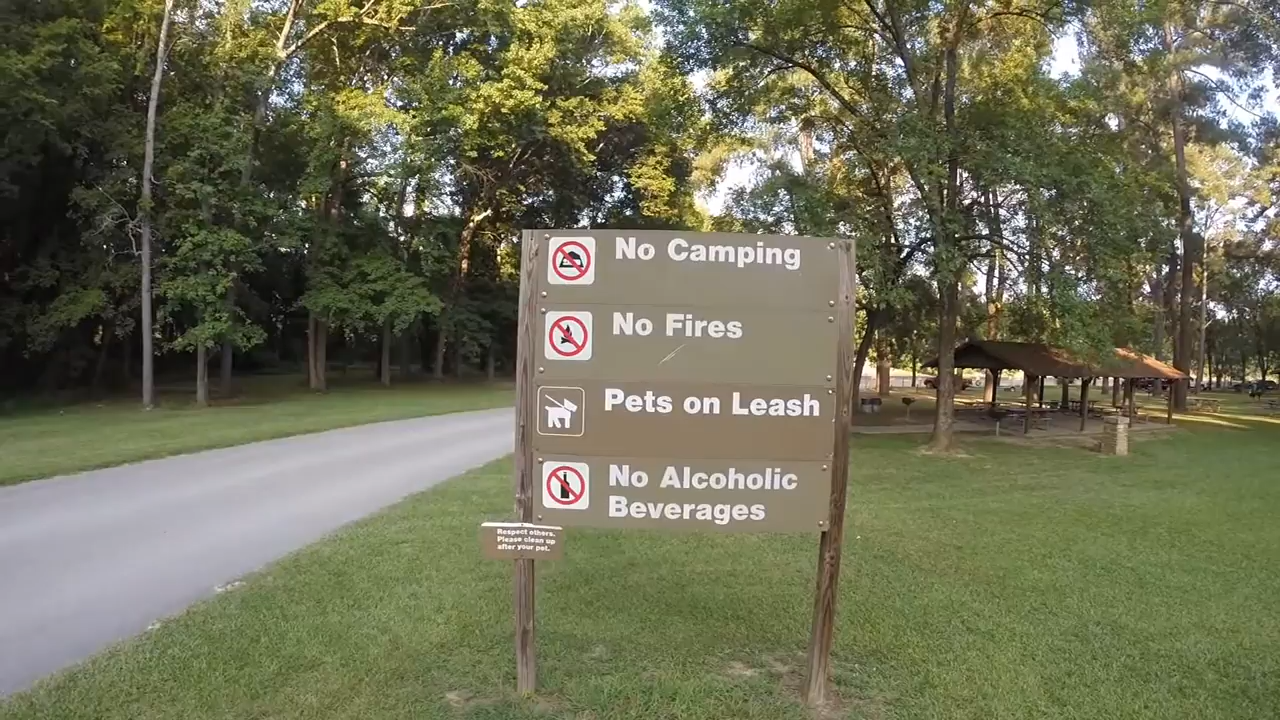 No Camping
No Fires
Pets on Leash
No Alcoholic
Beverages
Respect others.
Please clean up
after your pet.